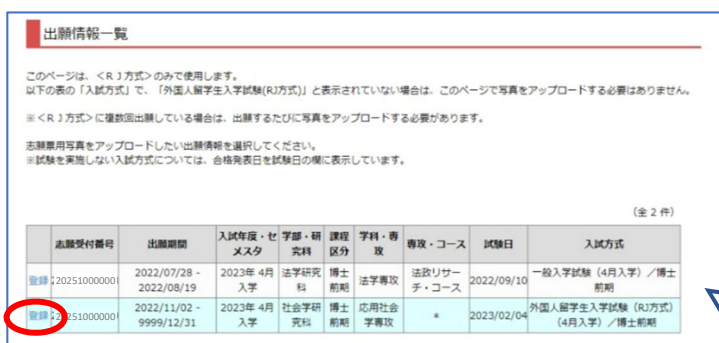 出願情報一覧
このページは、＜ＲＪ方式＞のみで使用します。
以下の表の「入試方式」で、「外国人留学生入学試験(RJ方式)」と表示されていない場合は、このページで写真をアップロードする必要はありません。
※＜ＲＪ方式＞に複数回出願している場合は、出願するたびに写真をアップロードする必要があります。
志願票用写真をアップロードしたい出願情報を選択してください。
※試験を実施しない入試方式については、合格発表日を試験日の欄に表示しています。
（全 2 件）
志願受付番号 出願期間 入試年度・セメスタ 学部・研究科 課程区分 学科・専攻 専攻・コース 試験日 入試方式
登録 20251000000 2022/07/28 - 2022/08/19 2023年 4月入学 法学研究科 博士前期 法学専攻 法政リサーチ・コース 2022/09/10 一般入学試験（4月入学）／博士前期
登録 20251000000 2022/11/02 - 9999/12/31 2023年 4月入学 社会学研究科 博士前期 応用社会学専攻 * 2023/02/04 外国人留学生入学試験（RJ方式）（4月入学）／博士前期